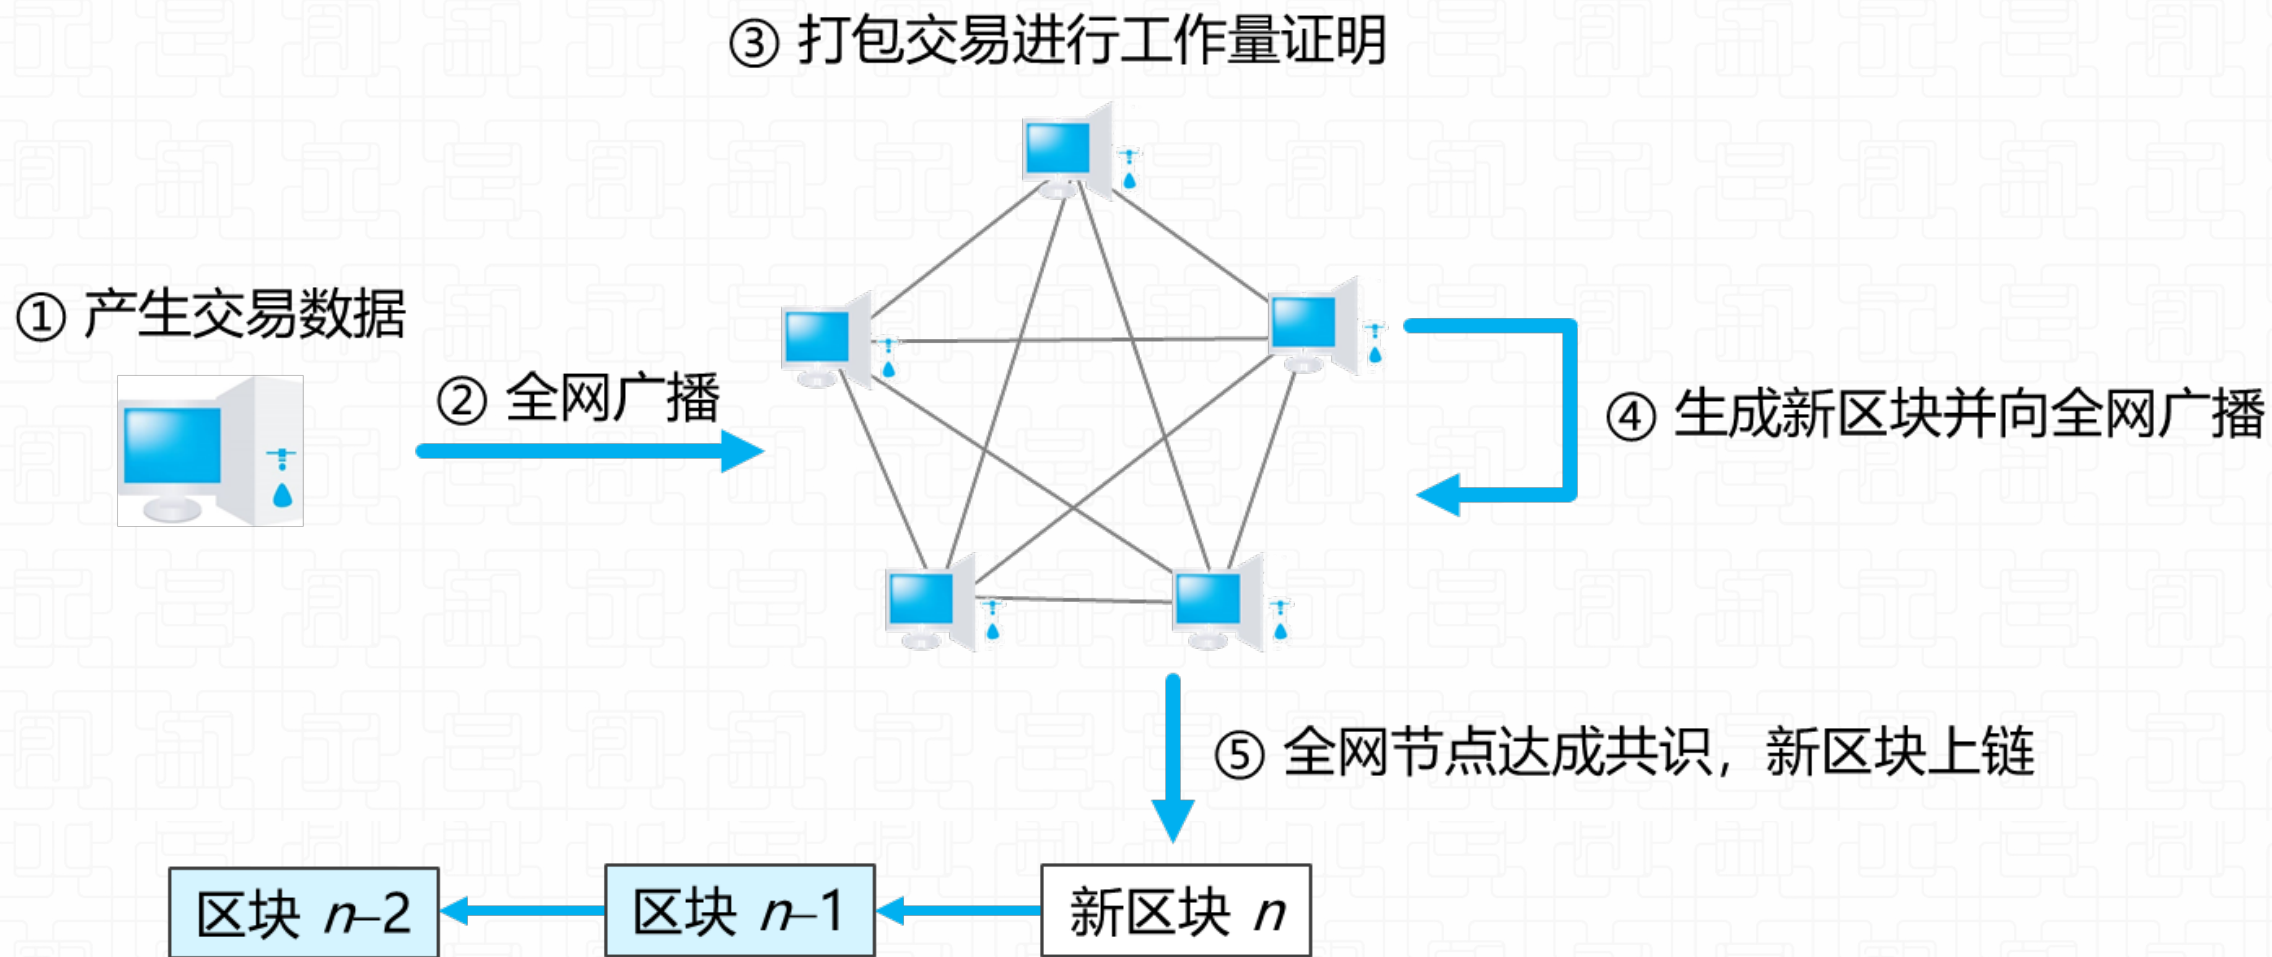 ③ 打包交易进行工作量证明
① 产生交易数据
② 全网广播
④ 生成新区块并向全网广播
⑤ 全网节点达成共识，新区块上链
区块 n–2
区块 n–1
新区块 n